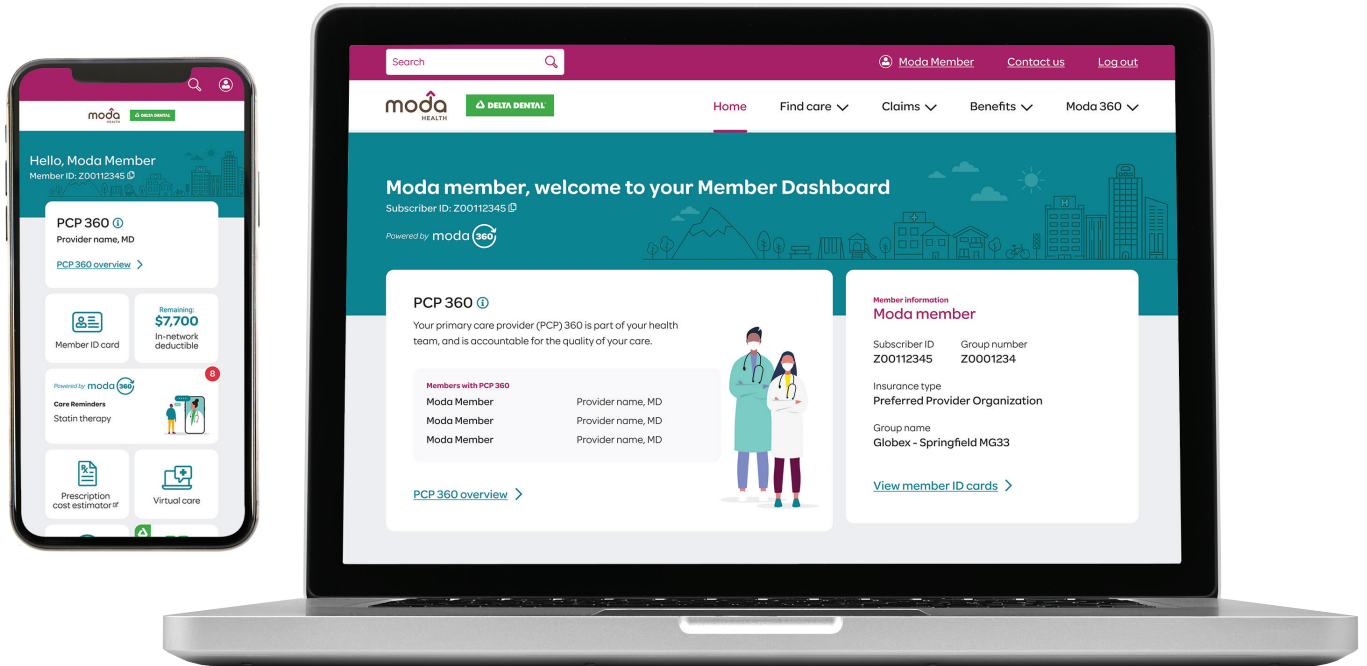 moda
HEALTH
DELTA DENTAL
Hello, Moda Member
Member ID: Z00112345
PCP 360
Provider name, MD
PCP 360 overview
Member ID card
Remaining:
$7,700
In-network
deductible
8
Powered by moda 360
Care Reminders
Statin therapy
Prescription
cost estimator
Virtual care
Search
Moda Member
Contact us
Log out
moda
HEALTH
DELTA DENTAL
Home
Find care
Claims
Benefits
Moda 360
Moda member, welcome to your Member Dashboard
Subscriber ID: Z00112345
Powered by moda 360
PCP 360
Your primary care provider (PCP) 360 is part of your health
team, and is accountable for the quality of your care.
Members with PCP 360
Moda Member Provider name, MD
Moda Member Provider name, MD
Moda Member Provider name, MD
PCP 360 overview
Member information
Moda member
Subscriber ID Group number
Z00112345 Z0001234
Insurance type
Preferred Provider Organization
Group name
Globex - Springfield MG33
View member ID cards